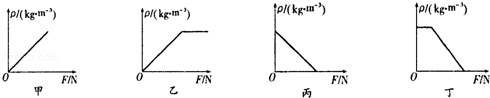 ρ/(kg·m⁻³) ρ/(kg·m⁻³) ρ/(kg·m⁻³) ρ/(kg·m⁻³)
O F/N O F/N O F/N O F/N
甲 乙 丙 丁